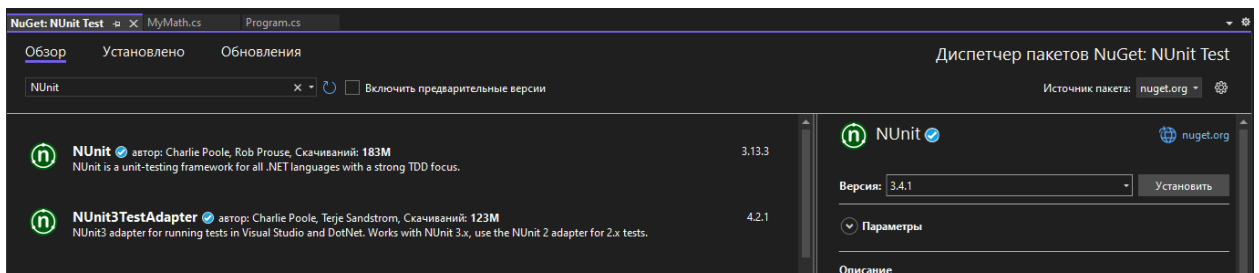 NuGet: NUnit Test MyMath.cs Program.cs
Обзор Установлено Обновления
Диспетчер пакетов NuGet: NUnit Test
NUnit Включить предварительные версии
Источник пакета: nuget.org
NUnit автор: Charlie Poole, Rob Prouse, Скачиваний: 183M 3.13.3
NUnit is a unit-testing framework for all .NET languages with a strong TDD focus.
NUnit3TestAdapter автор: Charlie Poole, Terje Sandstrom, Скачиваний: 123M 4.2.1
NUnit3 adapter for running tests in Visual Studio and DotNet. Works with NUnit 3.x, use the NUnit 2 adapter for 2.x tests.
NUnit nuget.org
Версия: 3.4.1 Установить
Параметры
Описание